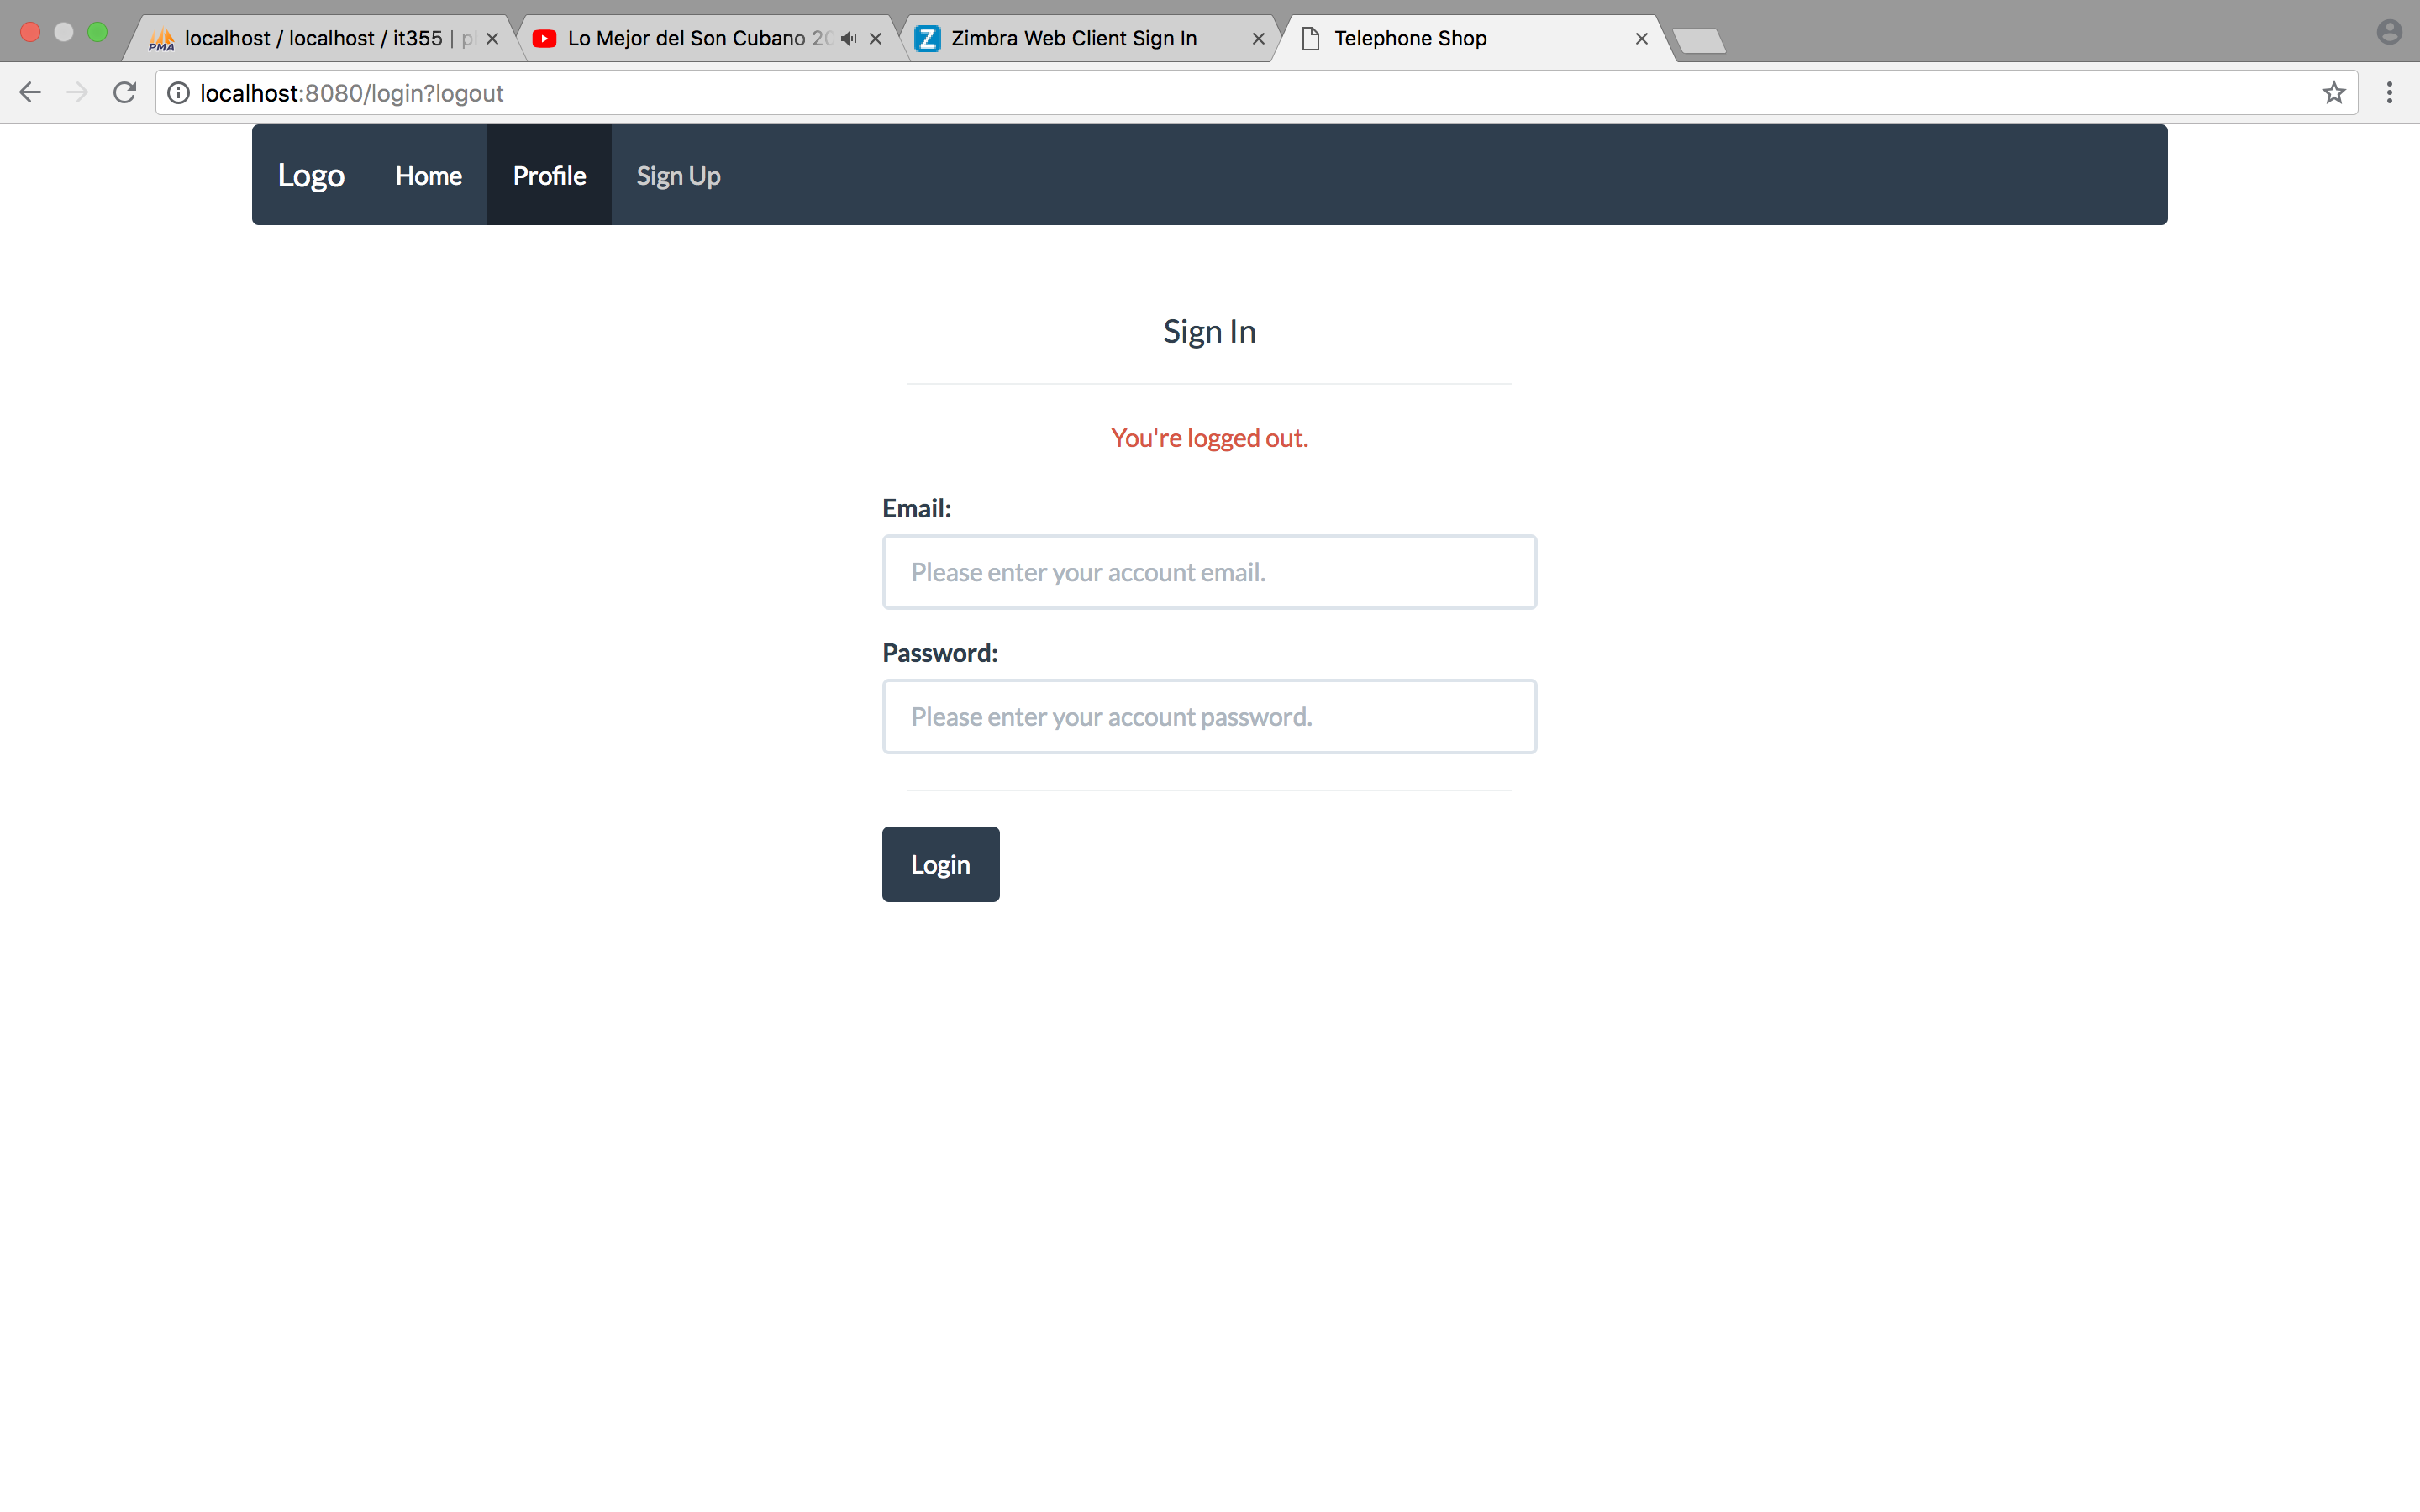 localhost / localhost / it355 | p
Lo Mejor del Son Cubano 20
Zimbra Web Client Sign In
Telephone Shop
localhost:8080/login?logout
Logo Home Profile Sign Up
Sign In
You're logged out.
Email:
Please enter your account email.
Password:
Please enter your account password.
Login